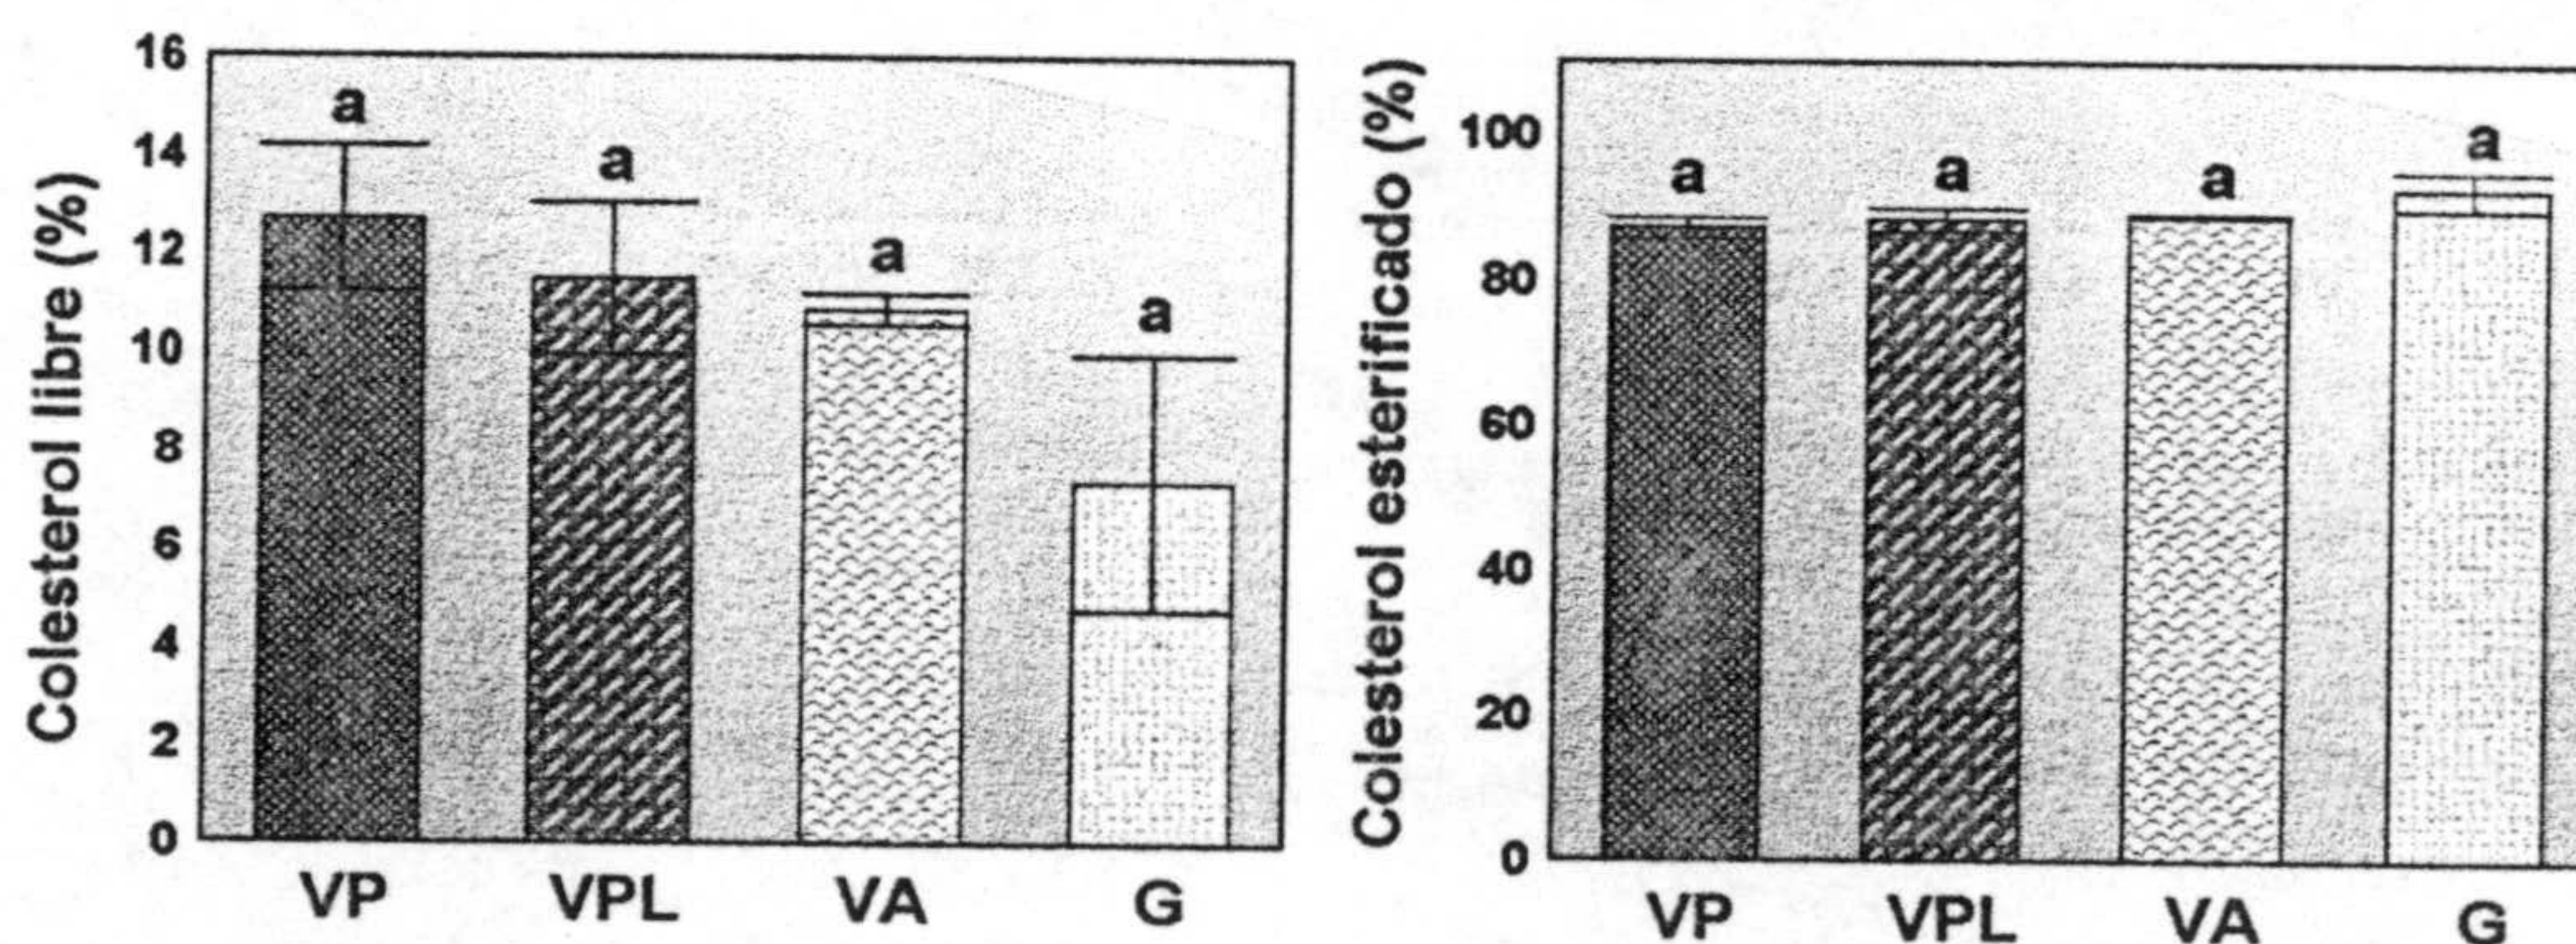 Colesterol libre (%)
16
14
12
10
8
6
4
2
0
a
a
a
a
VP VPL VA G
Colesterol esterificado (%)
100
80
60
40
20
0
a
a
a
a
VP VPL VA G